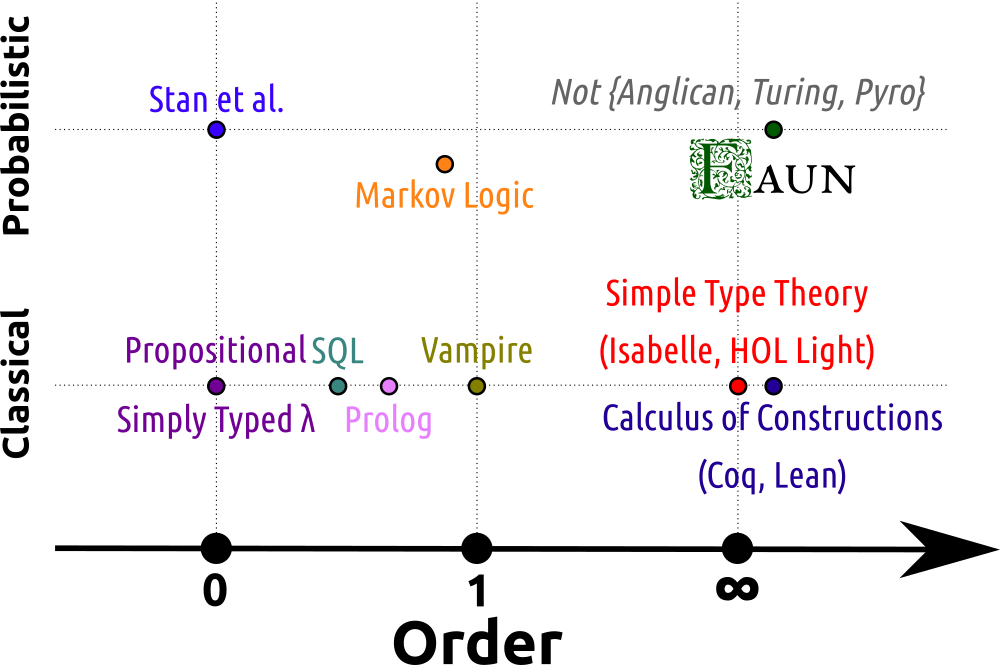 Probabilistic
Stan et al.
Not {Anglican, Turing, Pyro}
FAUN
Markov Logic
Classical
Simple Type Theory
(Isabelle, HOL Light)
Propositional
SQL
Vampire
Simply Typed λ
Prolog
Calculus of Constructions
(Coq, Lean)
0
1
∞
Order